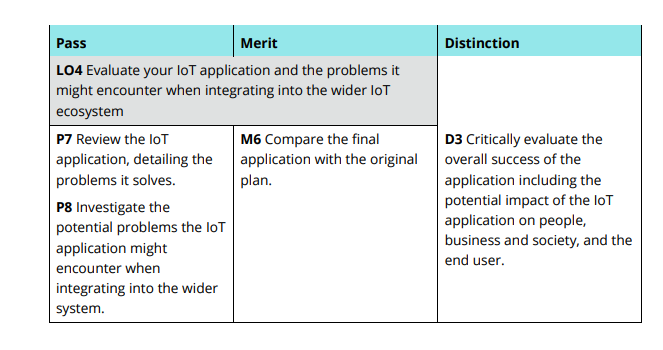 Pass
Merit
Distinction
LO4 Evaluate your IoT application and the problems it
might encounter when integrating into the wider IoT
ecosystem
P7 Review the IoT
application, detailing the
problems it solves.
P8 Investigate the
potential problems the IoT
application might
encounter when
integrating into the wider
system.
M6 Compare the final
application with the original
plan.
D3 Critically evaluate the
overall success of the
application including the
potential impact of the IoT
application on people,
business and society, and the
end user.